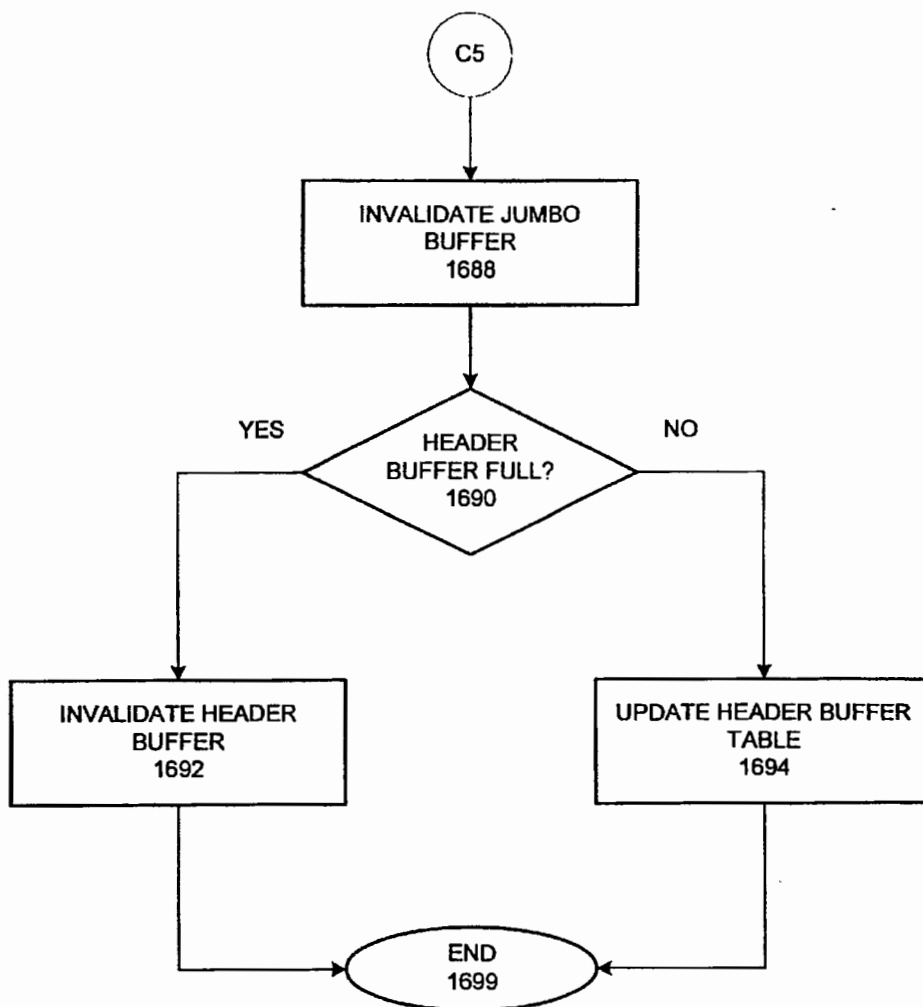 C5
INVALIDATE JUMBO
BUFFER
1688
YES
NO
HEADER
BUFFER FULL?
1690
INVALIDATE HEADER
BUFFER
1692
UPDATE HEADER BUFFER
TABLE
1694
END
1699